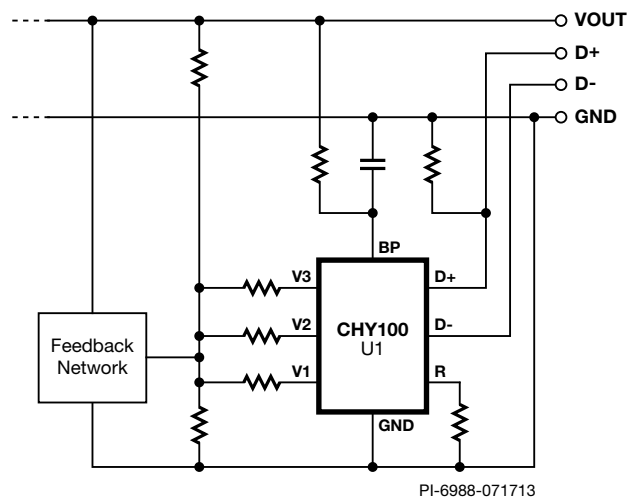 VOUT
D+
D-
GND
BP
V3
D+
V2
CHY100
D-
U1
V1
R
Feedback
Network
GND
PI-6988-071713